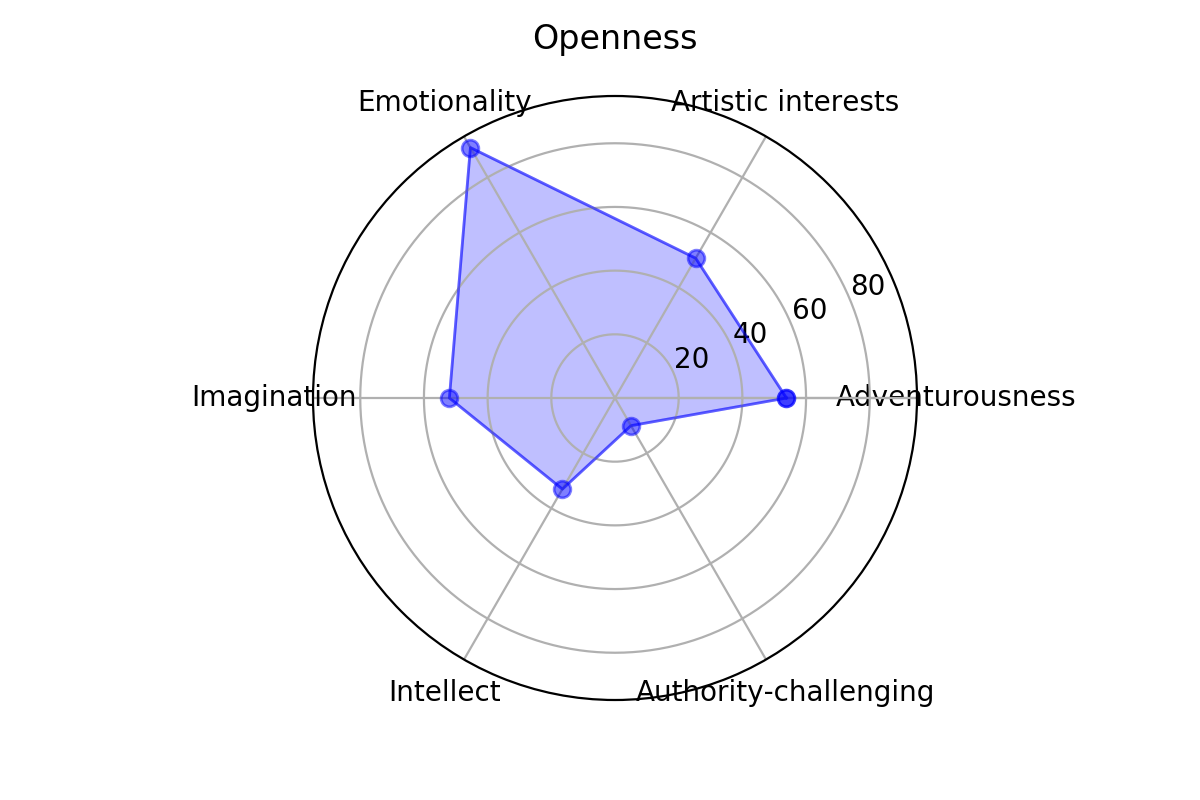 Openness
Emotionality
Artistic interests
80
60
40
20
Imagination
Adventurousness
Intellect
Authority-challenging